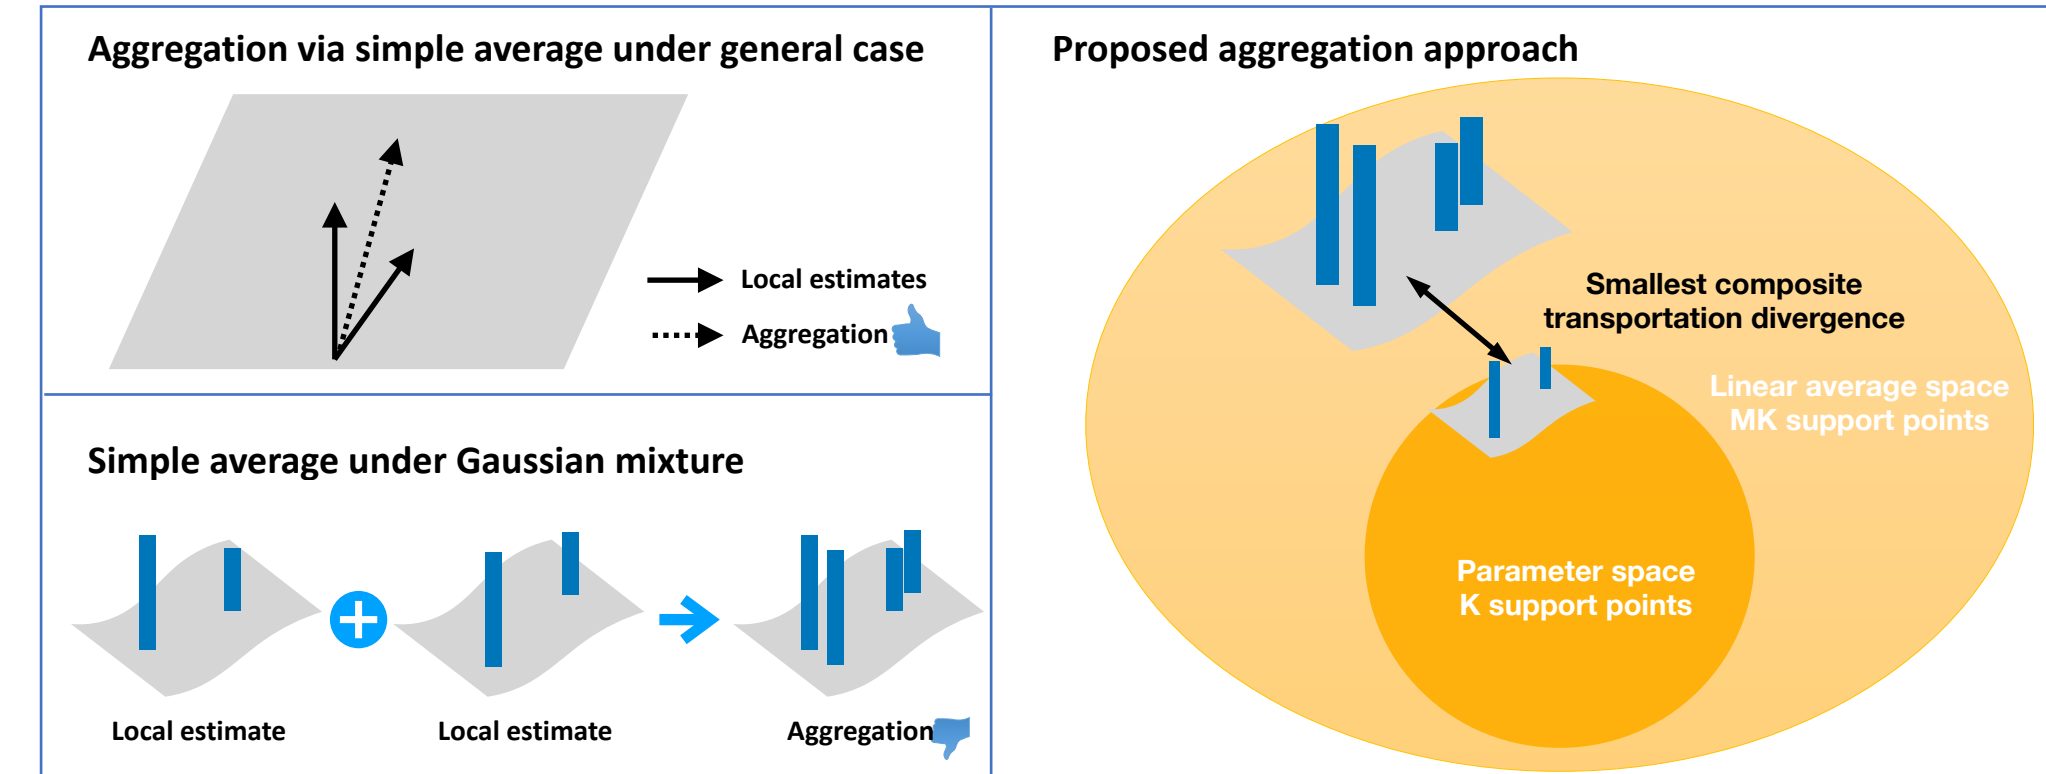 Aggregation via simple average under general case
Local estimates
Aggregation
Simple average under Gaussian mixture
Local estimate
Local estimate
Aggregation
Proposed aggregation approach
Smallest composite
transportation divergence
Linear average space
MK support points
Parameter space
K support points